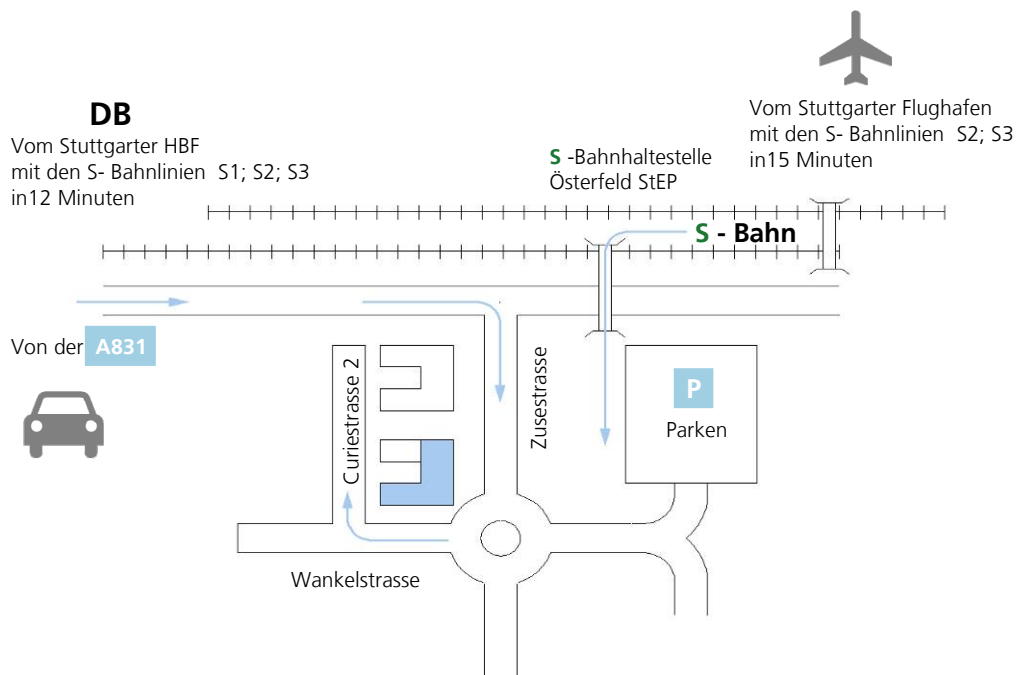 DB
Vom Stuttgarter HBF
mit den S- Bahnlinien S1; S2; S3
in12 Minuten
Vom Stuttgarter Flughafen
mit den S- Bahnlinien S2; S3
in15 Minuten
S -Bahnhaltestelle
Österfeld StEP
S - Bahn
Von der A831
Curiestrasse 2
Zusestrasse
P
Parken
Wankelstrasse